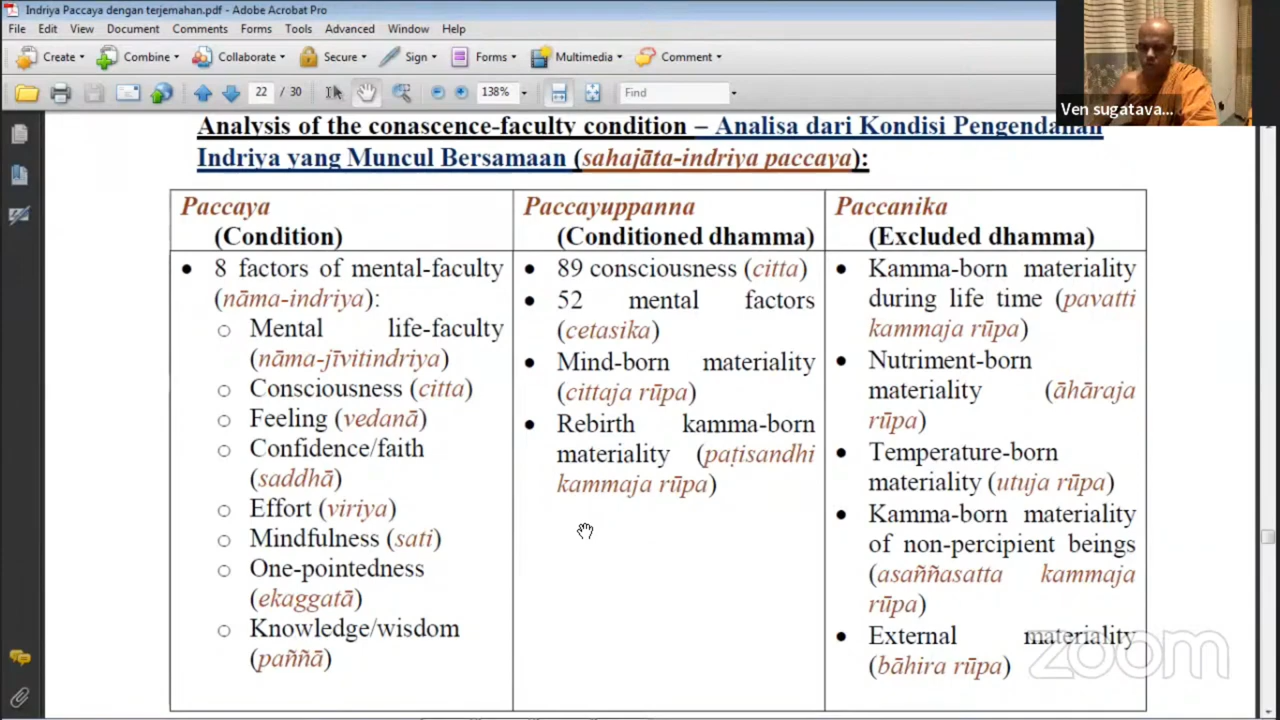 Indriya Paccaya dengan terjemahan.pdf - Adobe Acrobat Pro
File Edit View Document Comments Forms Tools Advanced Window Help
Create Combine Collaborate Secure Sign Forms Multimedia Comment
22 / 30 138% Find
Ven sugatava...
Analysis of the conascence-faculty condition – Analisa dari Kondisi Pengendalian
Indriya yang Muncul Bersamaan (sahajāta-indriya paccaya):
Paccaya
(Condition)
• 8 factors of mental-faculty
(nāma-indriya):
○ Mental life-faculty
(nāma-jīvitindriya)
○ Consciousness (citta)
○ Feeling (vedanā)
○ Confidence/faith
(saddhā)
○ Effort (viriya)
○ Mindfulness (sati)
○ One-pointedness
(ekaggatā)
○ Knowledge/wisdom
(paññā)
Paccayuppanna
(Conditioned dhamma)
• 89 consciousness (citta)
• 52 mental factors
(cetasika)
• Mind-born materiality
(cittaja rūpa)
• Rebirth kamma-born
materiality (paṭisandhi
kammaja rūpa)
Paccanika
(Excluded dhamma)
• Kamma-born materiality
during life time (pavatti
kammaja rūpa)
• Nutriment-born
materiality (āhāraja
rūpa)
• Temperature-born
materiality (utuja rūpa)
• Kamma-born materiality
of non-percipient beings
(asaññasatta kammaja
rūpa)
• External materiality
(bāhira rūpa)
zoom